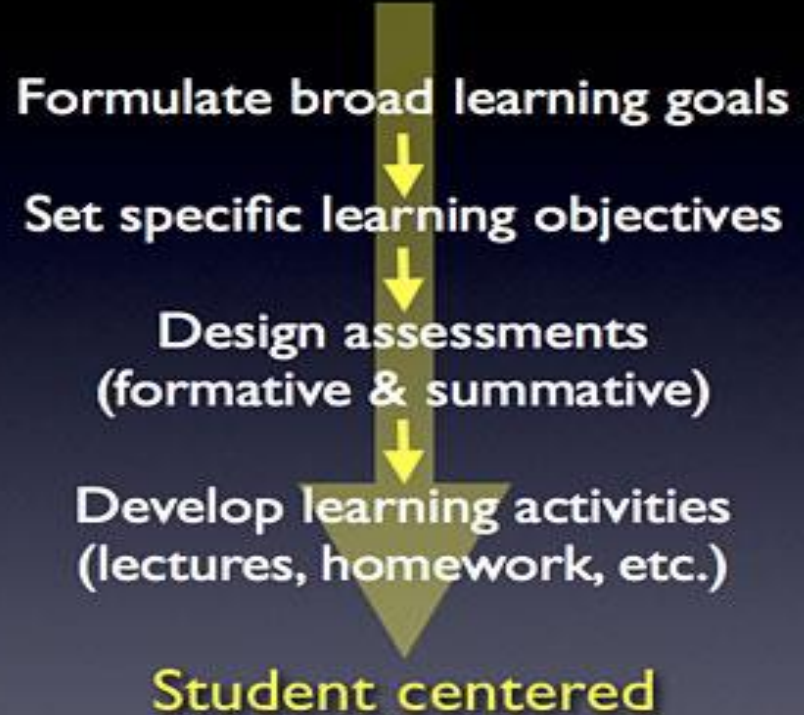 Formulate broad learning goals
Set specific learning objectives
Design assessments
(formative & summative)
Develop learning activities
(lectures, homework, etc.)
Student centered